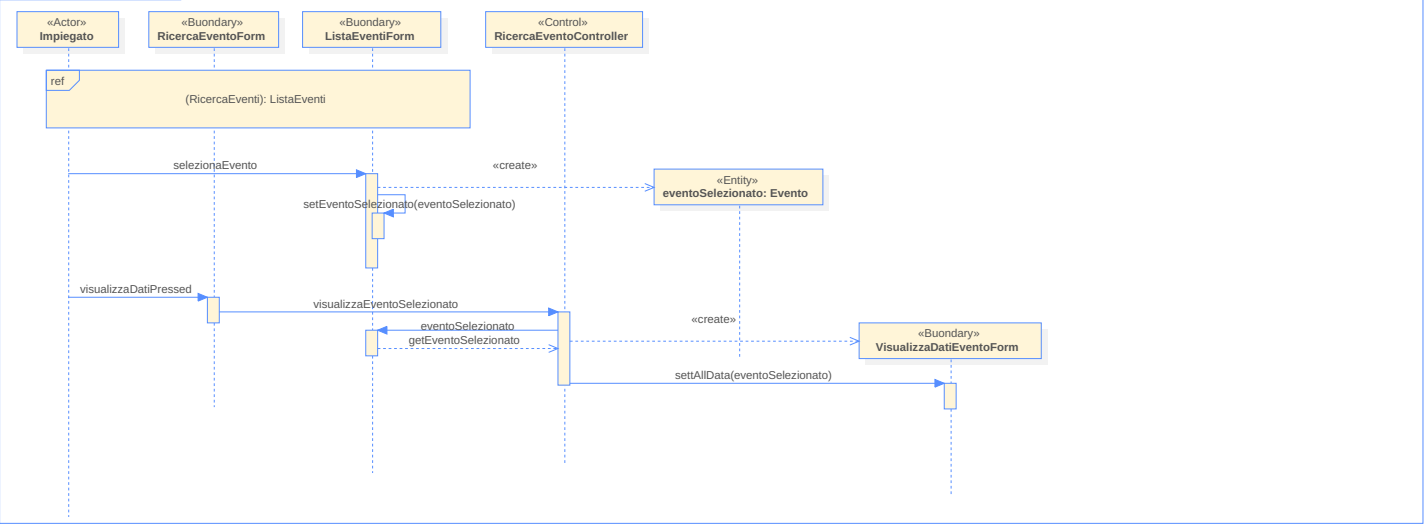 «Actor»
Impiegato
«Buondary»
RicercaEventoForm
«Buondary»
ListaEventiForm
«Control»
RicercaEventoController
ref
(RicercaEventi): ListaEventi
selezionaEvento
«create»
«Entity»
eventoSelezionato: Evento
setEventoSelezionato(eventoSelezionato)
visualizzaDatiPressed
visualizzaEventoSelezionato
«create»
eventoSelezionato
getEventoSelezionato
«Buondary»
VisualizzaDatiEventoForm
settAllData(eventoSelezionato)